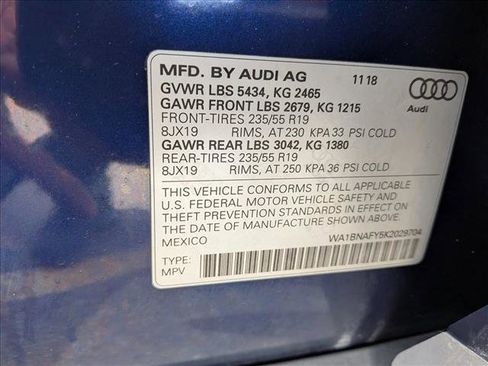 MFD. BY AUDI AG 11 18
GVWR LBS 5434, KG 2465
GAWR FRONT LBS 2679, KG 1215
FRONT-TIRES 235/55 R19
8JX19 RIMS, AT 230 KPA 33 PSI COLD
GAWR REAR LBS 3042, KG 1380
REAR-TIRES 235/55 R19
8JX19 RIMS, AT 250 KPA 36 PSI COLD
Audi
THIS VEHICLE CONFORMS TO ALL APPLICABLE
U.S. FEDERAL MOTOR VEHICLE SAFETY AND
THEFT PREVENTION STANDARDS IN EFFECT ON
THE DATE OF MANUFACTURE SHOWN ABOVE.
MEXICO WA1BNAFY5K2029704
TYPE:
MPV